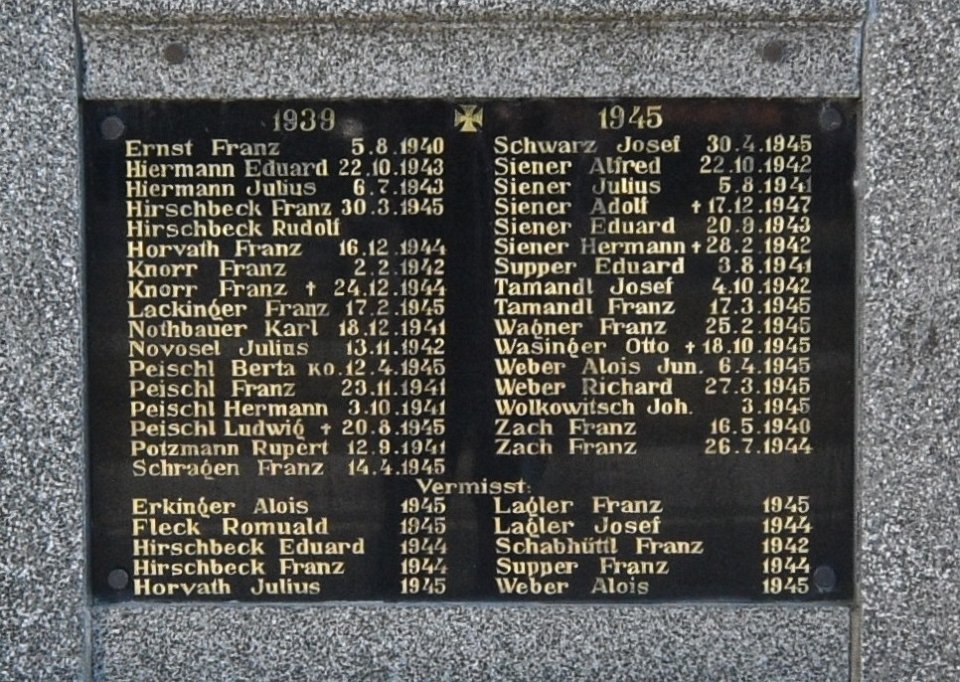 1939
Ernst Franz 5.8.1940
Hiermann Eduard 22.10.1943
Hiermann Julius 6.7.1943
Hirschbeck Franz 30.3.1945
Hirschbeck Rudolf
Horvath Franz 16.12.1944
Knorr Franz 2.2.1942
Knorr Franz † 24.12.1944
Lackinger Franz 17.2.1945
Nothbauer Karl 18.12.1941
Novosel Julius 13.11.1942
Peischl Berta KO.12.4.1945
Peischl Franz 23.11.1941
Peischl Hermann 3.10.1941
Peischl Ludwig † 20.8.1945
Potzmann Rupert 12.9.1941
Schragen Franz 14.4.1945
1945
Schwarz Josef 30.4.1945
Siener Alfred 22.10.1942
Siener Julius 5.8.1941
Siener Adolf † 17.12.1947
Siener Eduard 20.9.1943
Siener Hermann † 28.2.1942
Supper Eduard 3.8.1941
Tamandl Josef 4.10.1942
Tamandl Franz 17.3.1945
Wagner Franz 25.2.1945
Wasinger Otto † 18.10.1945
Weber Alois Jun. 6.4.1945
Weber Richard 27.3.1945
Wolkowitsch Joh. 3.1945
Zach Franz 16.5.1940
Zach Franz 26.7.1944
Vermisst:
Erkinger Alois 1945
Fleck Romuald 1945
Hirschbeck Eduard 1944
Hirschbeck Franz 1944
Horvath Julius 1945
Lagler Franz 1945
Lagler Josef 1944
Schabhüttl Franz 1942
Supper Franz 1944
Weber Alois 1945